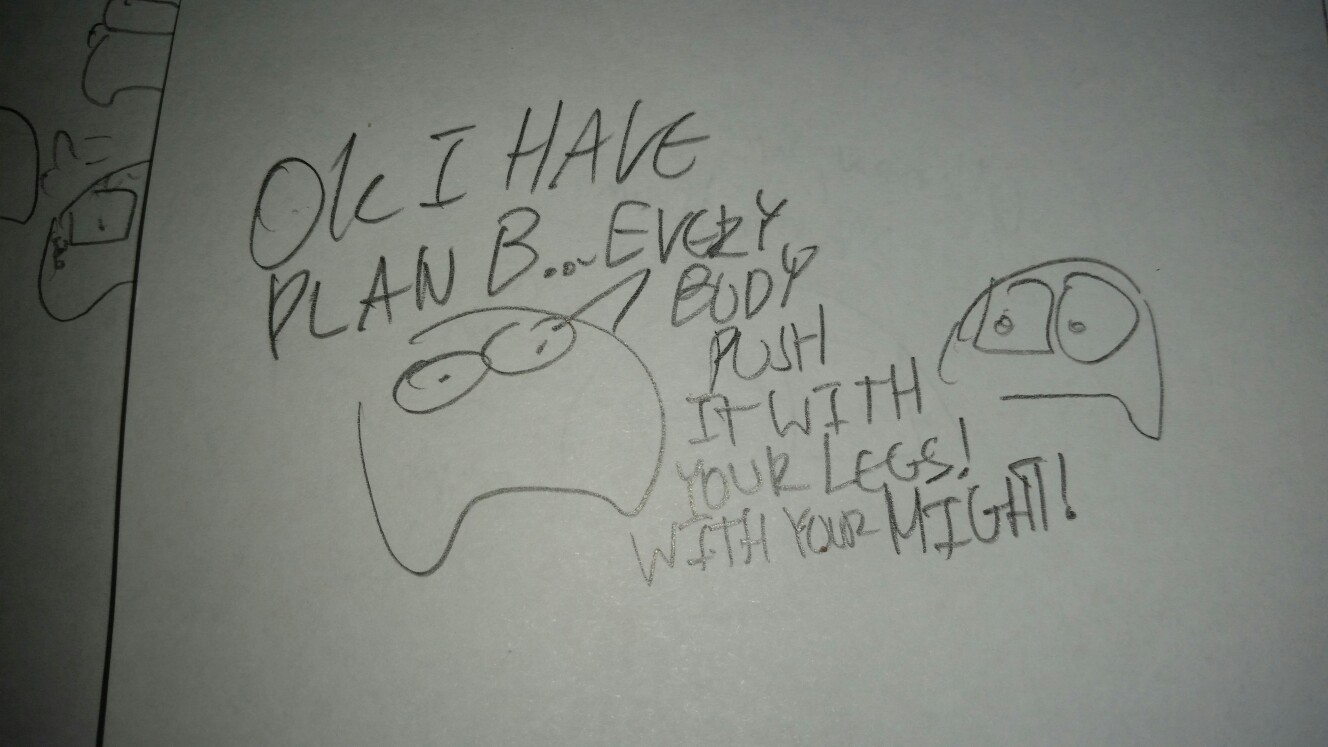 OK I HAVE
PLAN B... EVERY
BODY
PUSH
IT WITH
YOUR LEGS!
WITH YOUR MIGHT!